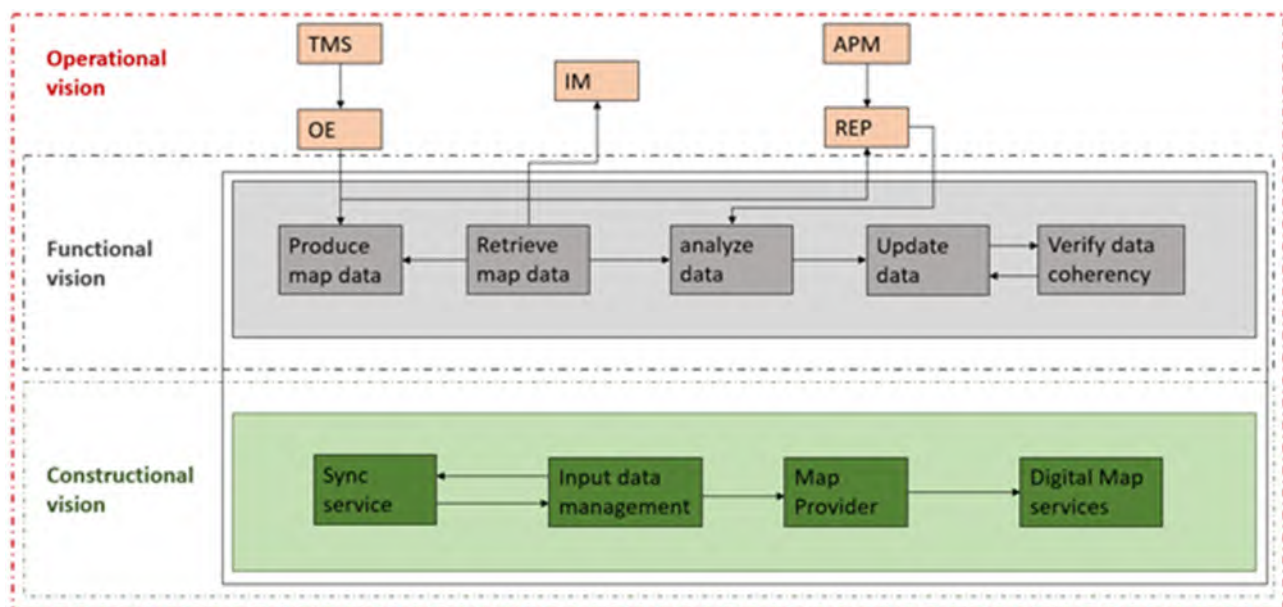 Operational
vision
TMS
APM
IM
OE
REP
Functional
vision
Produce
map data
Retrieve
map data
analyze
data
Update
data
Verify data
coherency
Constructional
vision
Sync
service
Input data
management
Map
Provider
Digital Map
services